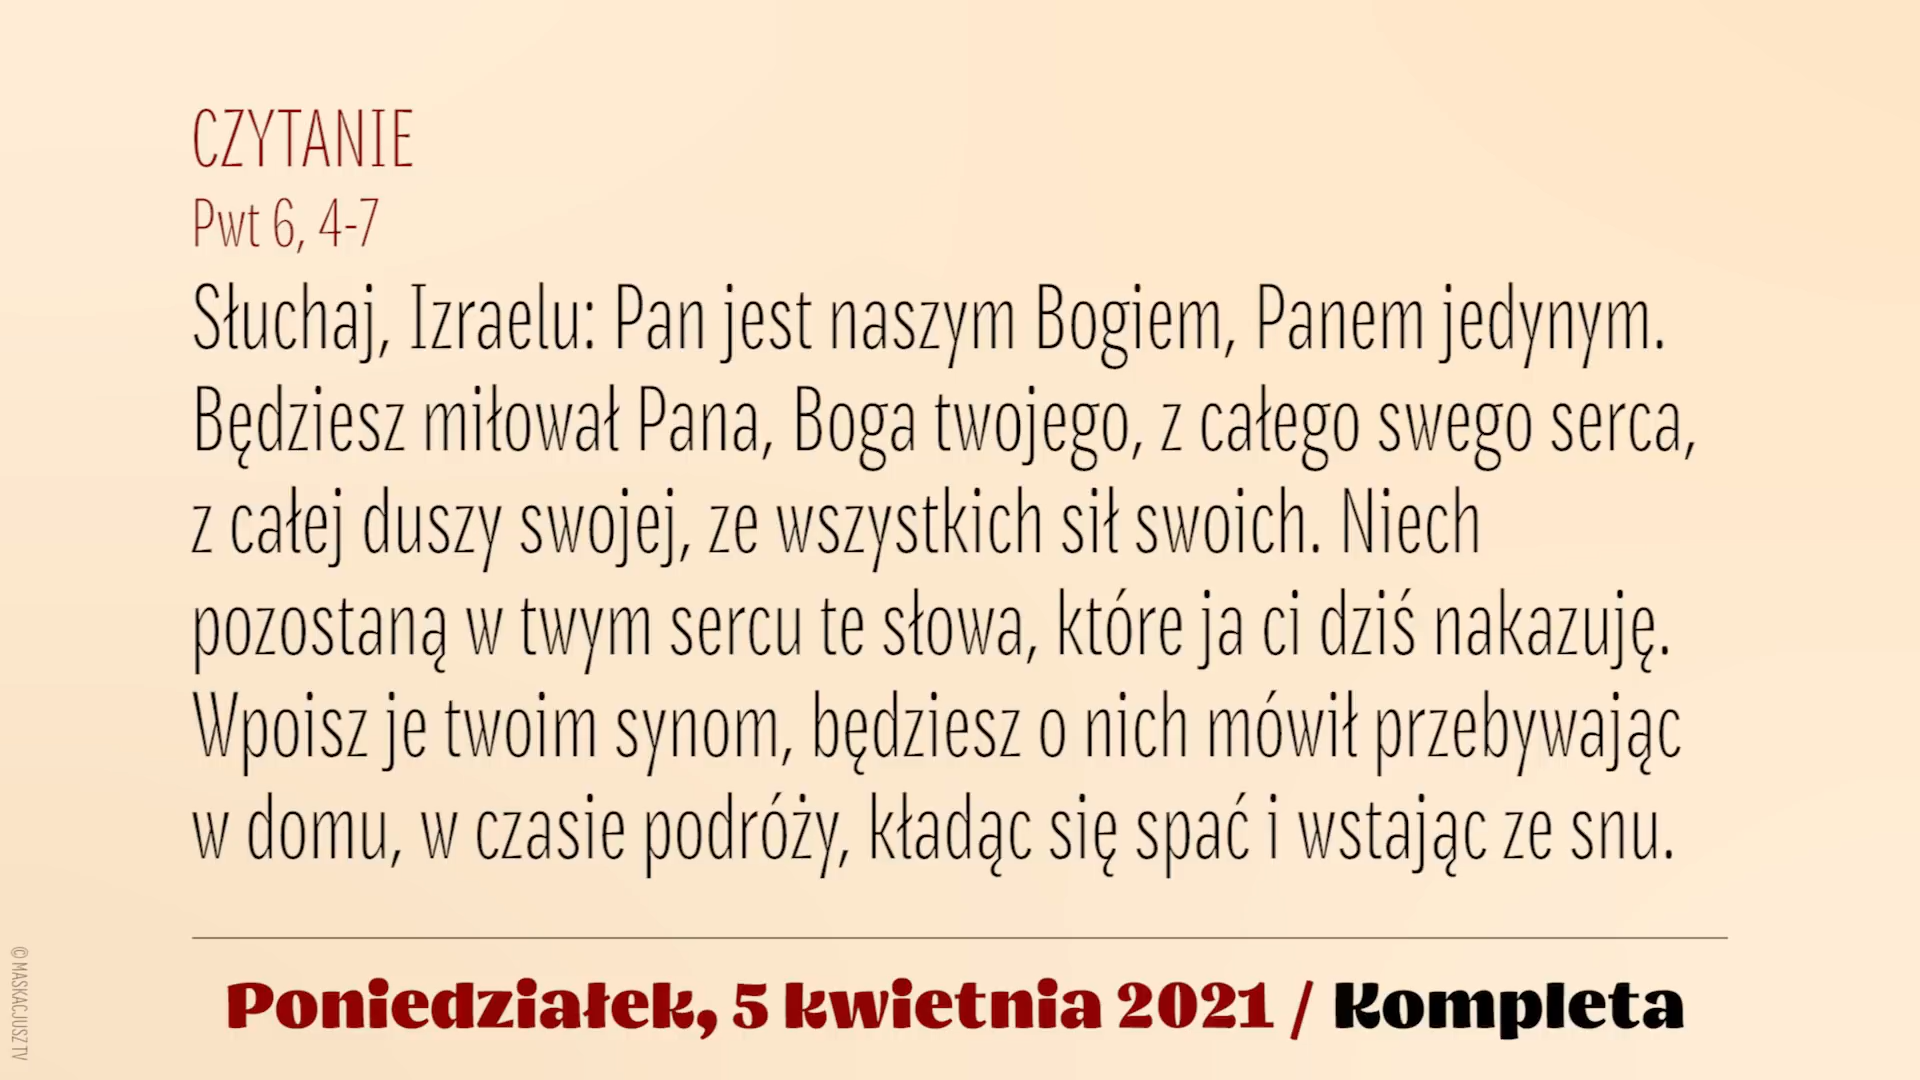 CZYTANIE
Pwt 6, 4-7
Słuchaj, Izraelu: Pan jest naszym Bogiem, Panem jedynym.
Będziesz miłował Pana, Boga twojego, z całego swego serca,
z całej duszy swojej, ze wszystkich sił swoich. Niech
pozostaną w twym sercu te słowa, które ja ci dziś nakazuję.
Wpoisz je twoim synom, będziesz o nich mówił przebywając
w domu, w czasie podróży, kładąc się spać i wstając ze snu.
Poniedziałek, 5 kwietnia 2021 / Kompleta
© MASKACJUSZ TV